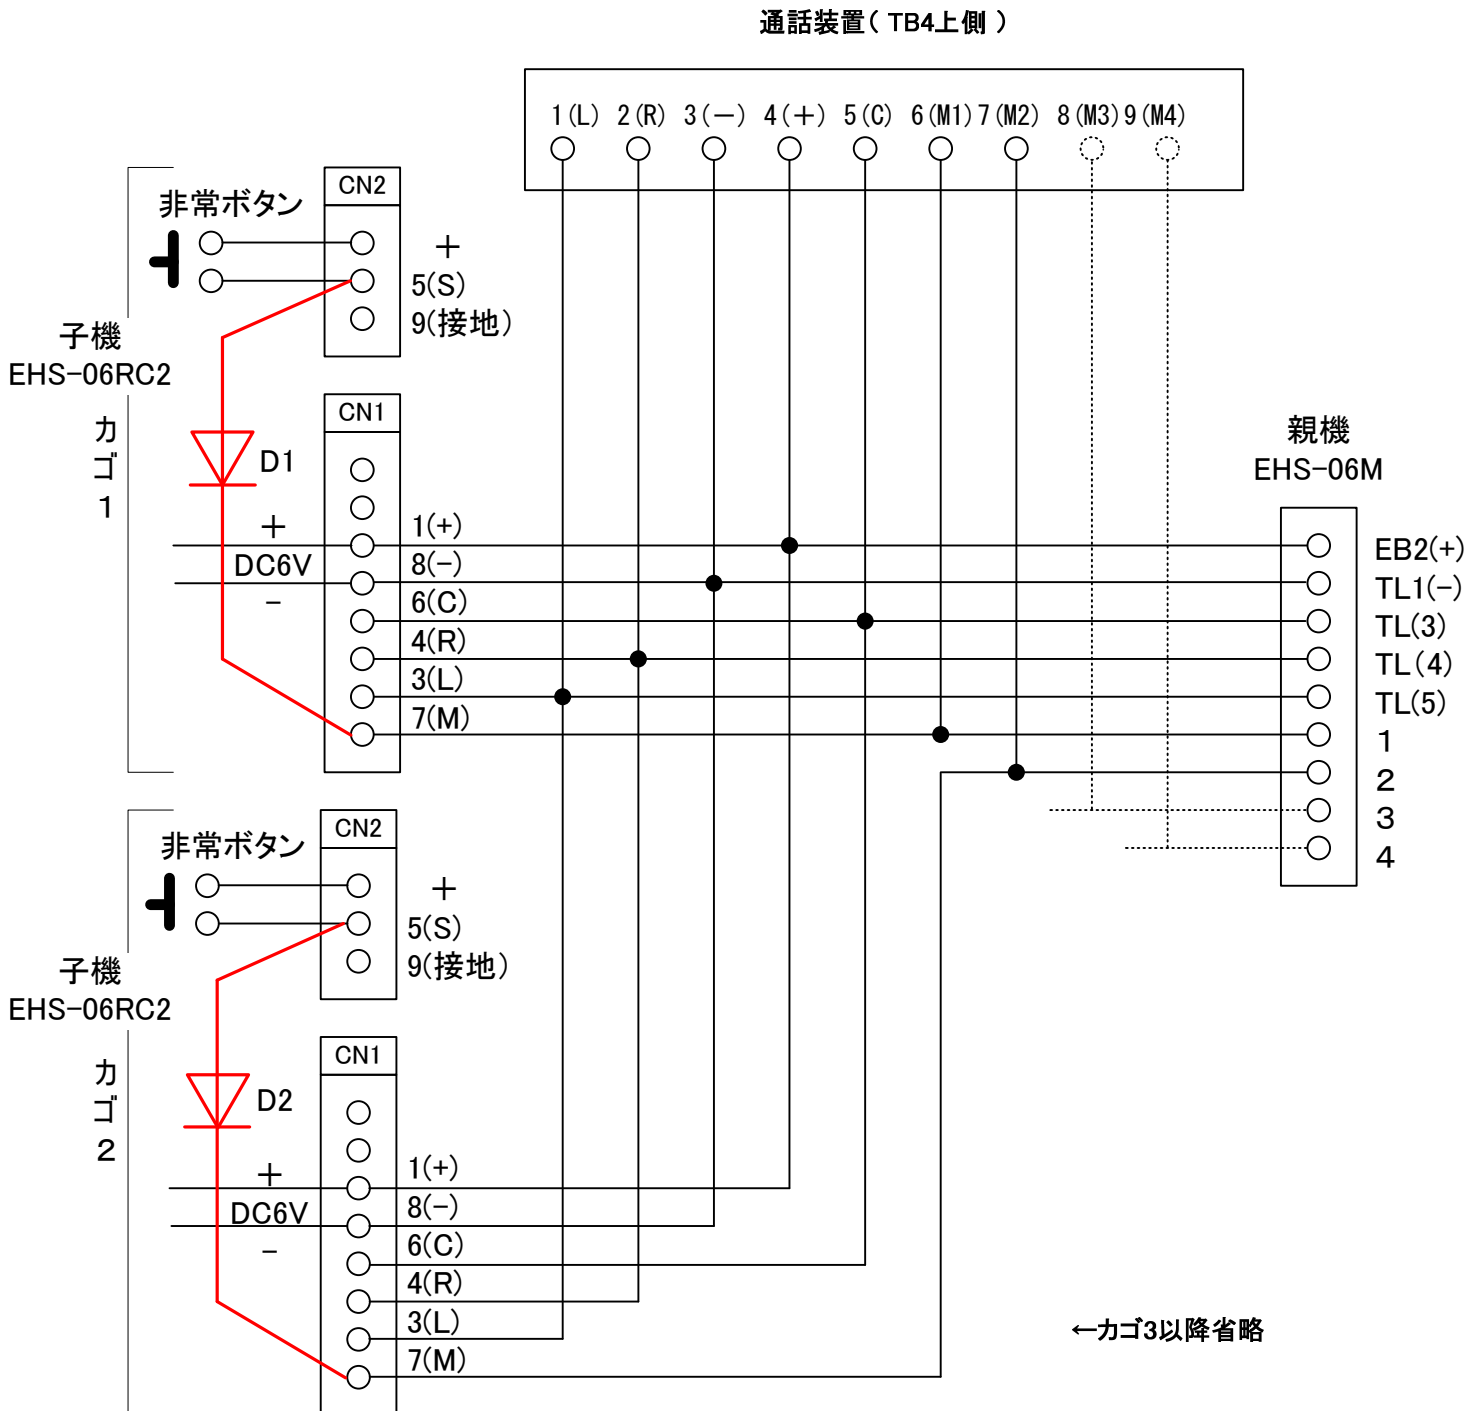 通話装置( TB4上側 )
1(L) 2(R) 3(－) 4(＋) 5(C) 6(M1) 7(M2) 8(M3) 9(M4)
CN2
非常ボタン
＋
5(S)
9(接地)
子機
EHS-06RC2
カゴ1
CN1
D1
＋
DC6V
-
1(+)
8(-)
6(C)
4(R)
3(L)
7(M)
親機
EHS-06M
EB2(+)
TL1(-)
TL(3)
TL(4)
TL(5)
1
2
3
4
CN2
非常ボタン
＋
5(S)
9(接地)
子機
EHS-06RC2
カゴ2
CN1
D2
＋
DC6V
-
1(+)
8(-)
6(C)
4(R)
3(L)
7(M)
←カゴ3以降省略